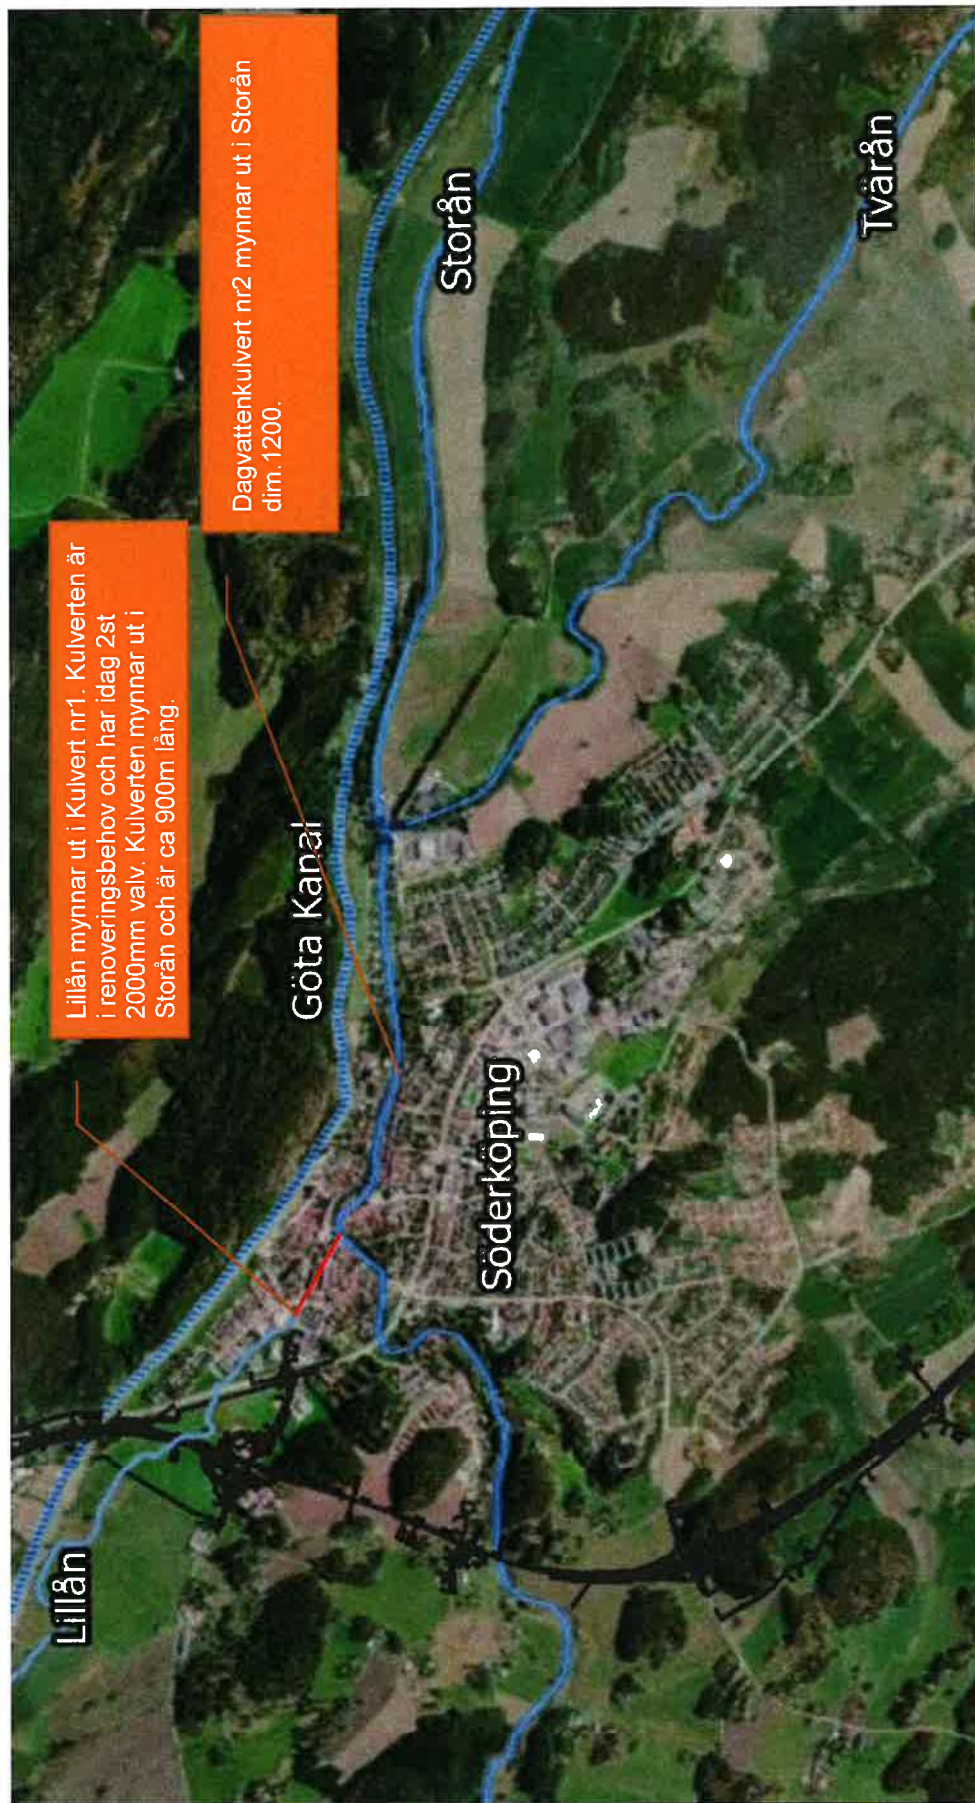 Lillån mynnar ut i Kulvert nr1. Kulverten är
i renoveringsbehov och har idag 2st
2000mm valv. Kulverten mynnar ut i
Storån och är ca 900m lång.
Dagvattenkulvert nr2 mynnar ut i Storån
dim.1200.
Lillån
Göta Kanal
Storån
Söderköping
Tvärån